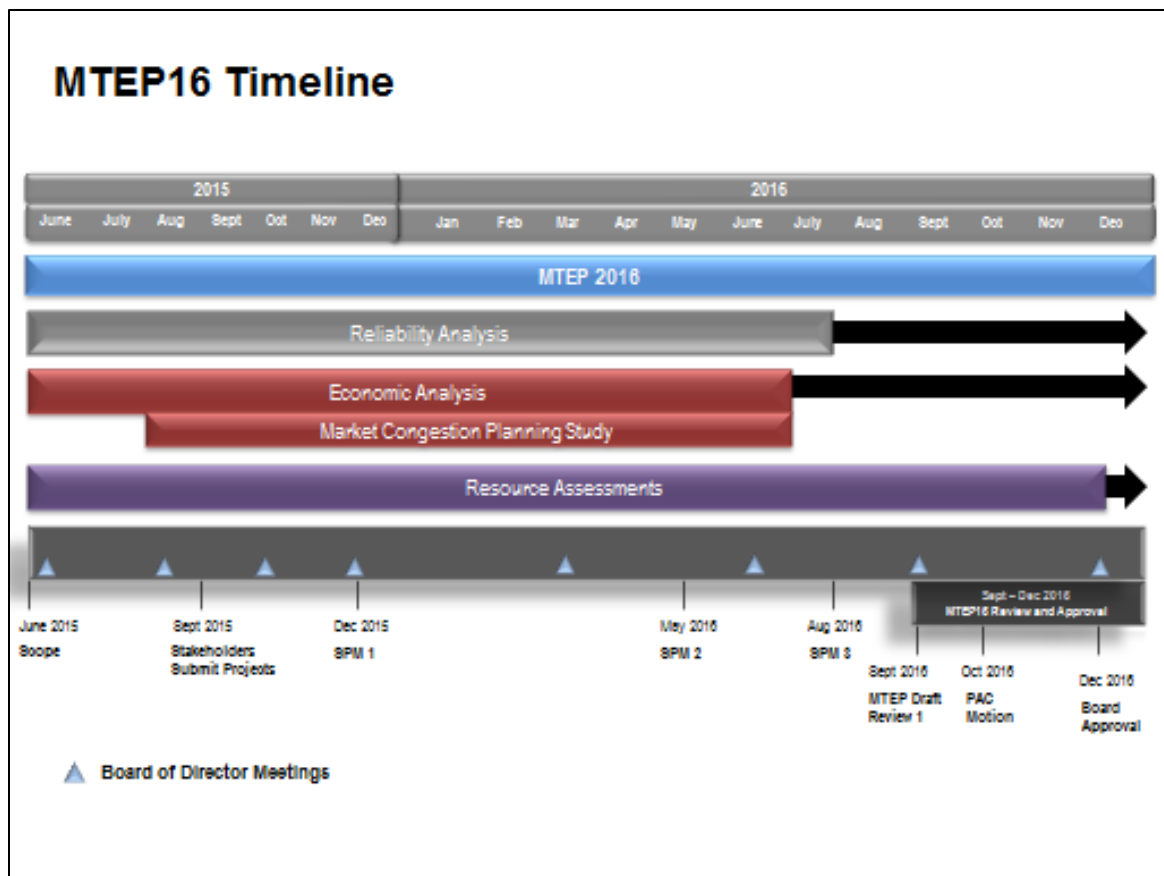 MTEP16 Timeline
2015
2016
June July Aug Sept Oct Nov Dec
Jan Feb Mar Apr May June July Aug Sept Oct Nov Dec
MTEP 2016
Reliability Analysis
Economic Analysis
Market Congestion Planning Study
Resource Assessments
Sept – Dec 2016
MTEP16 Review and Approval
June 2015
Scope
Sept 2015
Stakeholders
Submit Projects
Dec 2015
SPM 1
May 2016
SPM 2
Aug 2016
SPM 3
Sept 2016
MTEP Draft
Review 1
Oct 2016
PAC
Motion
Dec 2016
Board
Approval
Board of Director Meetings